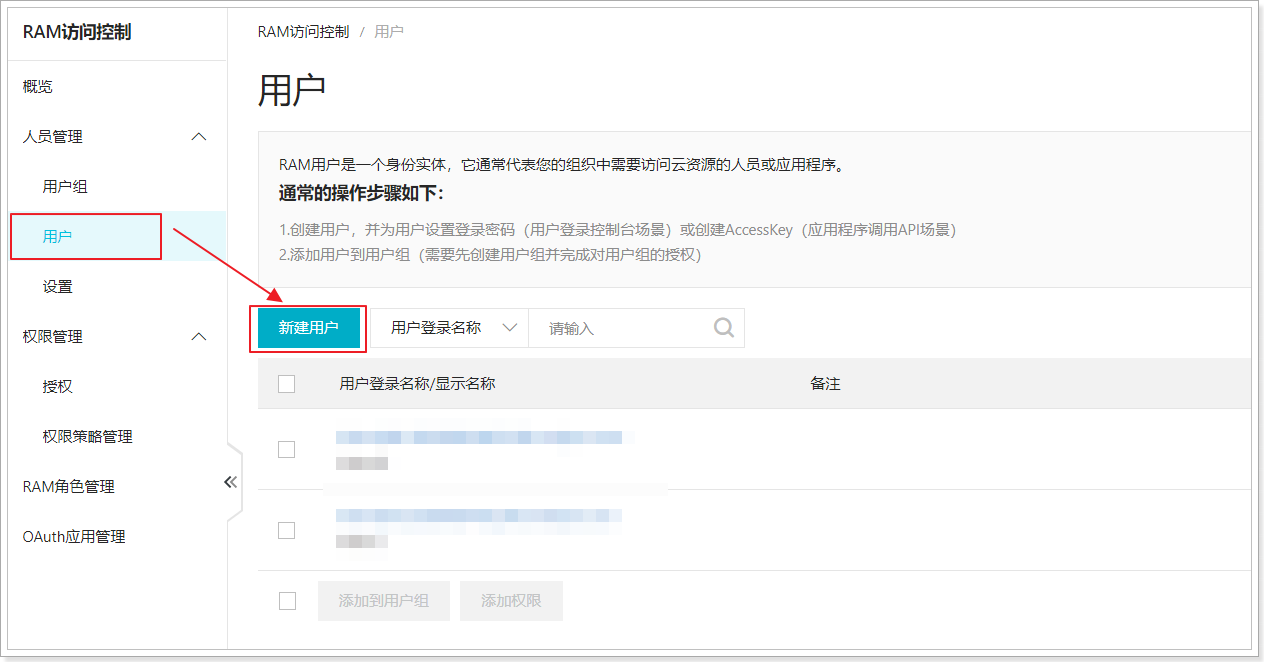 RAM访问控制
概览
人员管理
用户组
用户
设置
权限管理
授权
权限策略管理
RAM角色管理
OAuth应用管理
RAM访问控制 / 用户
用户
RAM用户是一个身份实体，它通常代表您的组织中需要访问云资源的人员或应用程序。
通常的操作步骤如下：
1.创建用户，并为用户设置登录密码（用户登录控制台场景）或创建AccessKey（应用程序调用API场景）
2.添加用户到用户组（需要先创建用户组并完成对用户组的授权）
新建用户 用户登录名称 请输入
用户登录名称/显示名称 备注
添加到用户组 添加权限